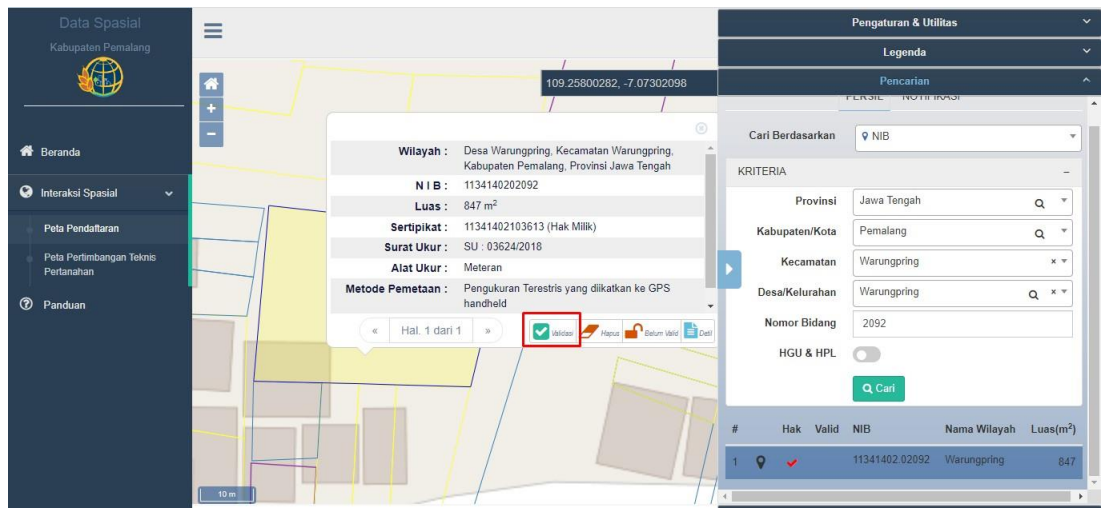 Data Spasial
Kabupaten Pemalang
Beranda
Interaksi Spasial
Peta Pendaftaran
Peta Pertimbangan Teknis
Pertanahan
Panduan
109.25800282, -7.07302098
Wilayah : Desa Warungpring, Kecamatan Warungpring,
Kabupaten Pemalang, Provinsi Jawa Tengah
N I B : 1134140202092
Luas : 847 m²
Sertipikat : 11341402103613 (Hak Milik)
Surat Ukur : SU : 03624/2018
Alat Ukur : Meteran
Metode Pemetaan : Pengukuran Terestris yang diikatkan ke GPS
handheld
« Hal. 1 dari 1 » Validasi Hapus Belum Valid Detil
10 m
Pengaturan & Utilitas
Legenda
Pencarian
PERSIL NOTIFIKASI
Cari Berdasarkan NIB
KRITERIA –
Provinsi Jawa Tengah
Kabupaten/Kota Pemalang
Kecamatan Warungpring ×
Desa/Kelurahan Warungpring ×
Nomor Bidang 2092
HGU & HPL
Cari
# Hak Valid NIB Nama Wilayah Luas(m²)
1 11341402.02092 Warungpring 847